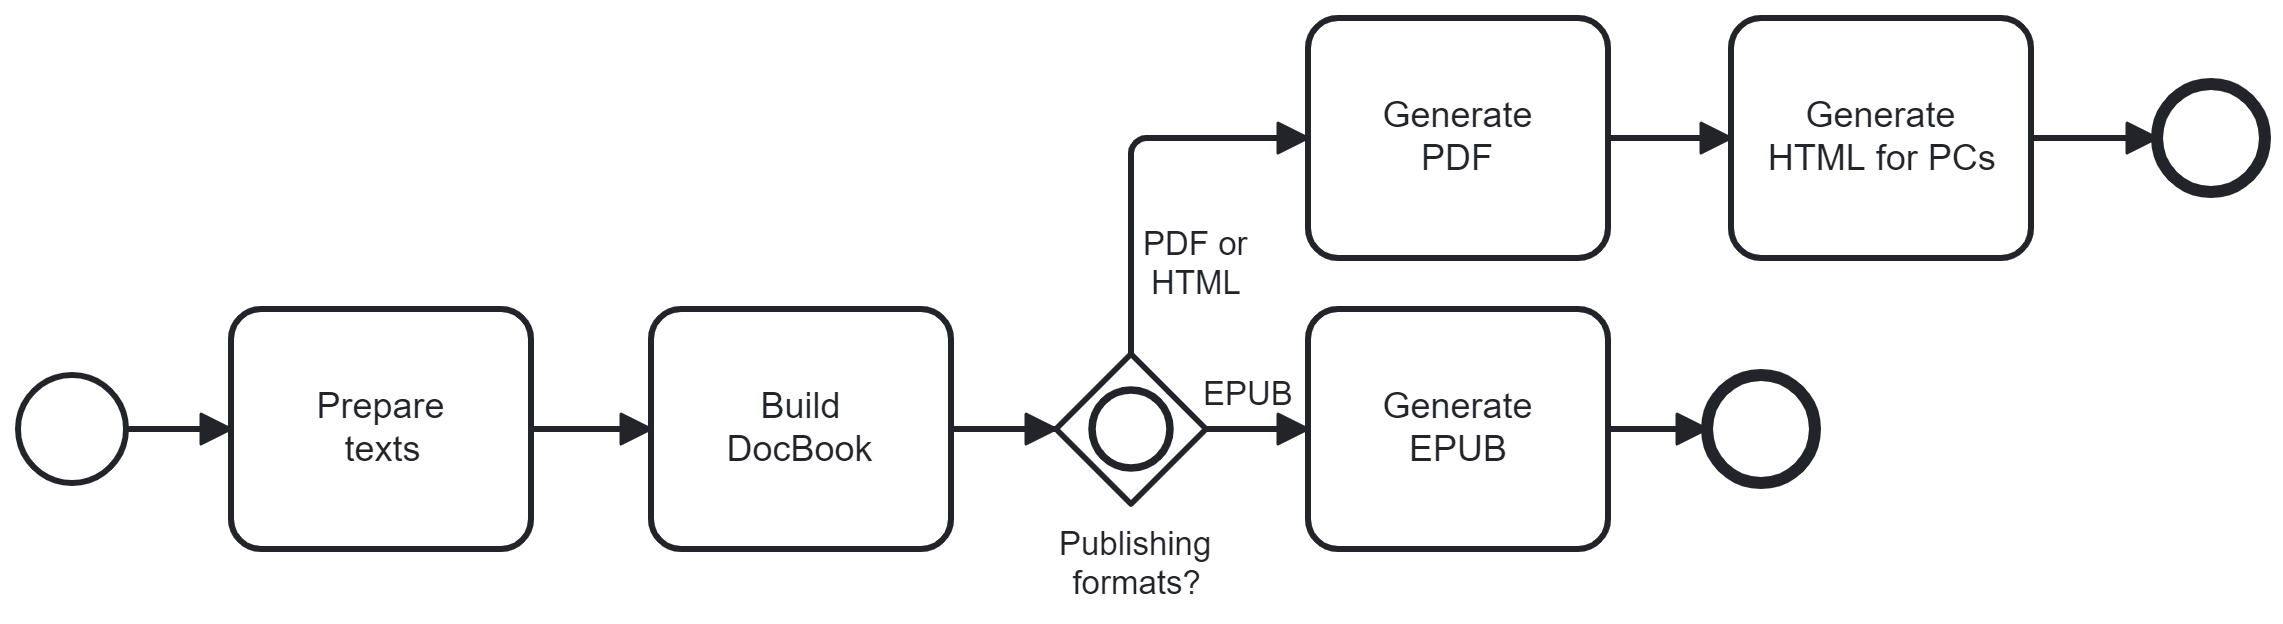 Prepare
texts
Build
DocBook
Publishing
formats?
PDF or
HTML
EPUB
Generate
PDF
Generate
HTML for PCs
Generate
EPUB